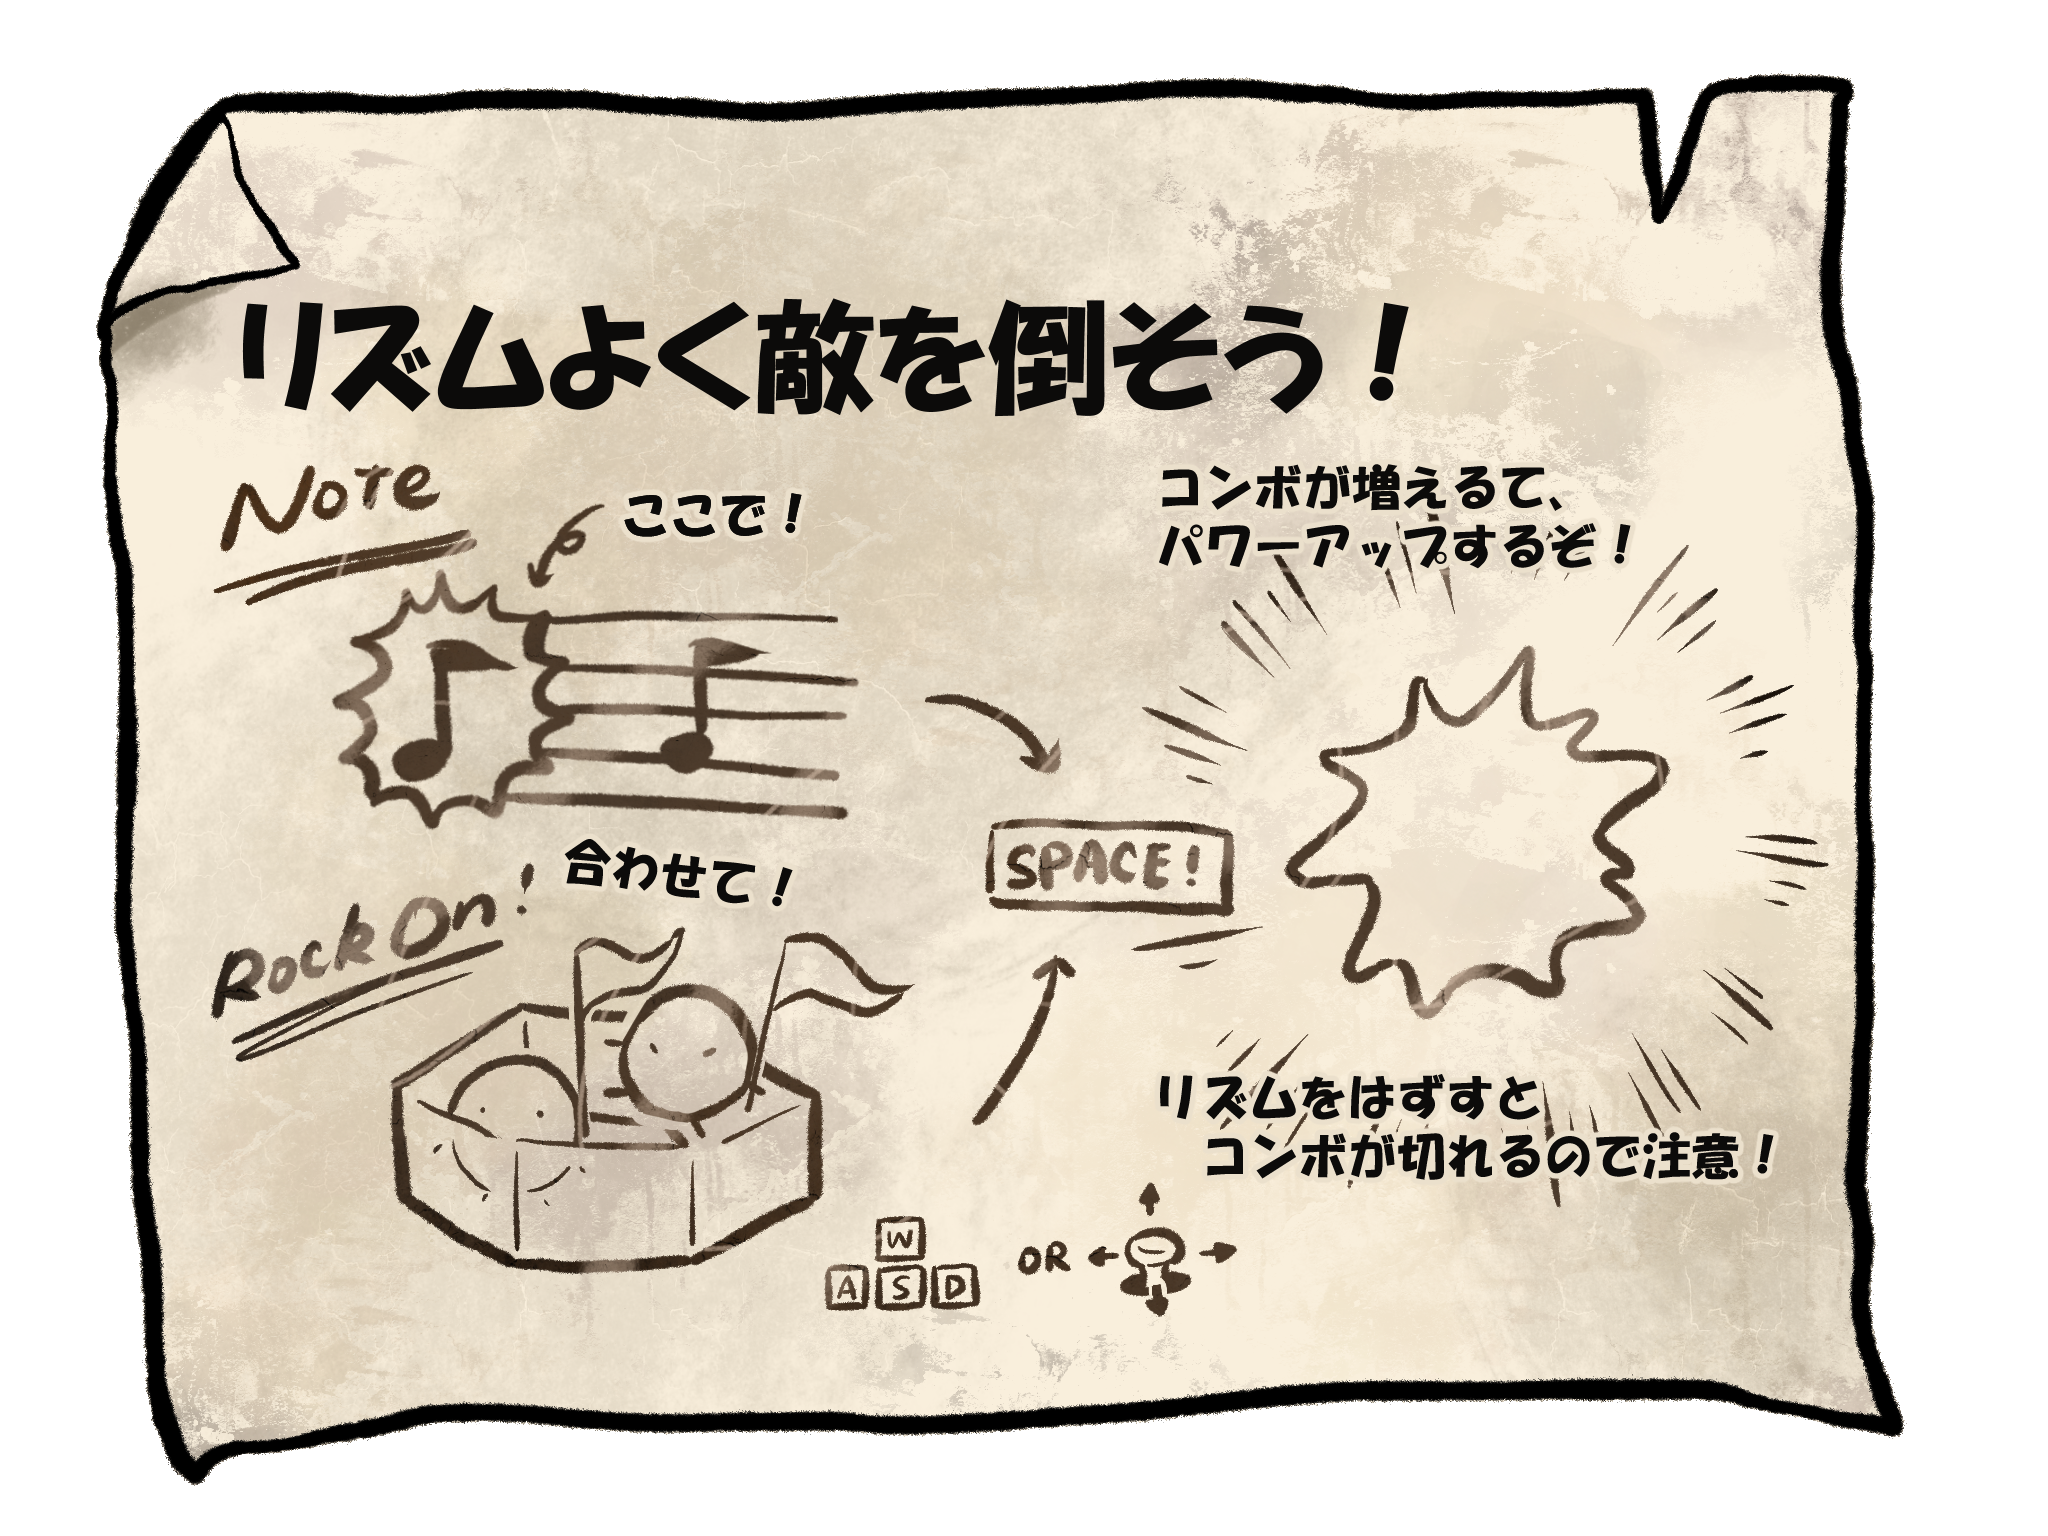 リズムよく敵を倒そう！
Note
ここで！
コンボが増えるて、
パワーアップするぞ！
SPACE!
合わせて！
Rock On!
リズムをはずすと
コンボが切れるので注意！
W
A S D
OR